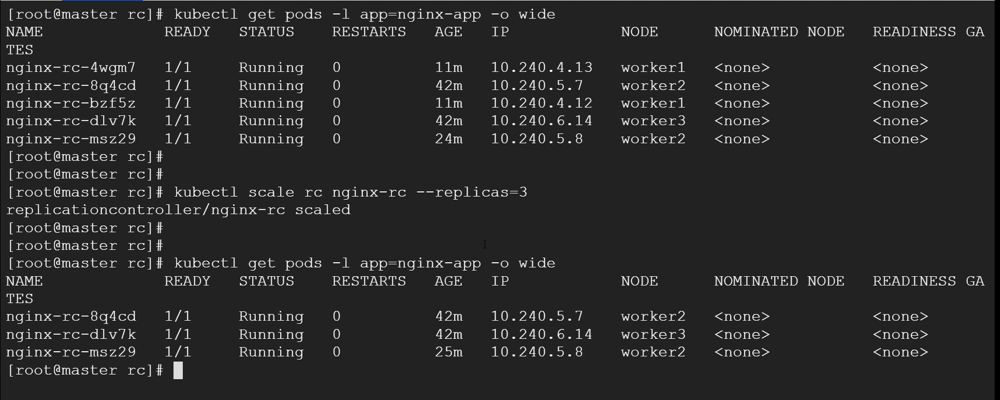 [root@master rc]# kubectl get pods -l app=nginx-app -o wide
NAME             READY   STATUS    RESTARTS   AGE   IP            NODE      NOMINATED NODE   READINESS GA
TES
nginx-rc-4wgm7   1/1     Running   0          11m   10.240.4.13   worker1   <none>           <none>
nginx-rc-8q4cd   1/1     Running   0          42m   10.240.5.7    worker2   <none>           <none>
nginx-rc-bzf5z   1/1     Running   0          11m   10.240.4.12   worker1   <none>           <none>
nginx-rc-dlv7k   1/1     Running   0          42m   10.240.6.14   worker3   <none>           <none>
nginx-rc-msz29   1/1     Running   0          24m   10.240.5.8    worker2   <none>           <none>
[root@master rc]#
[root@master rc]#
[root@master rc]# kubectl scale rc nginx-rc --replicas=3
replicationcontroller/nginx-rc scaled
[root@master rc]#
[root@master rc]#
[root@master rc]# kubectl get pods -l app=nginx-app -o wide
NAME             READY   STATUS    RESTARTS   AGE   IP            NODE      NOMINATED NODE   READINESS GA
TES
nginx-rc-8q4cd   1/1     Running   0          42m   10.240.5.7    worker2   <none>           <none>
nginx-rc-dlv7k   1/1     Running   0          42m   10.240.6.14   worker3   <none>           <none>
nginx-rc-msz29   1/1     Running   0          25m   10.240.5.8    worker2   <none>           <none>
[root@master rc]#